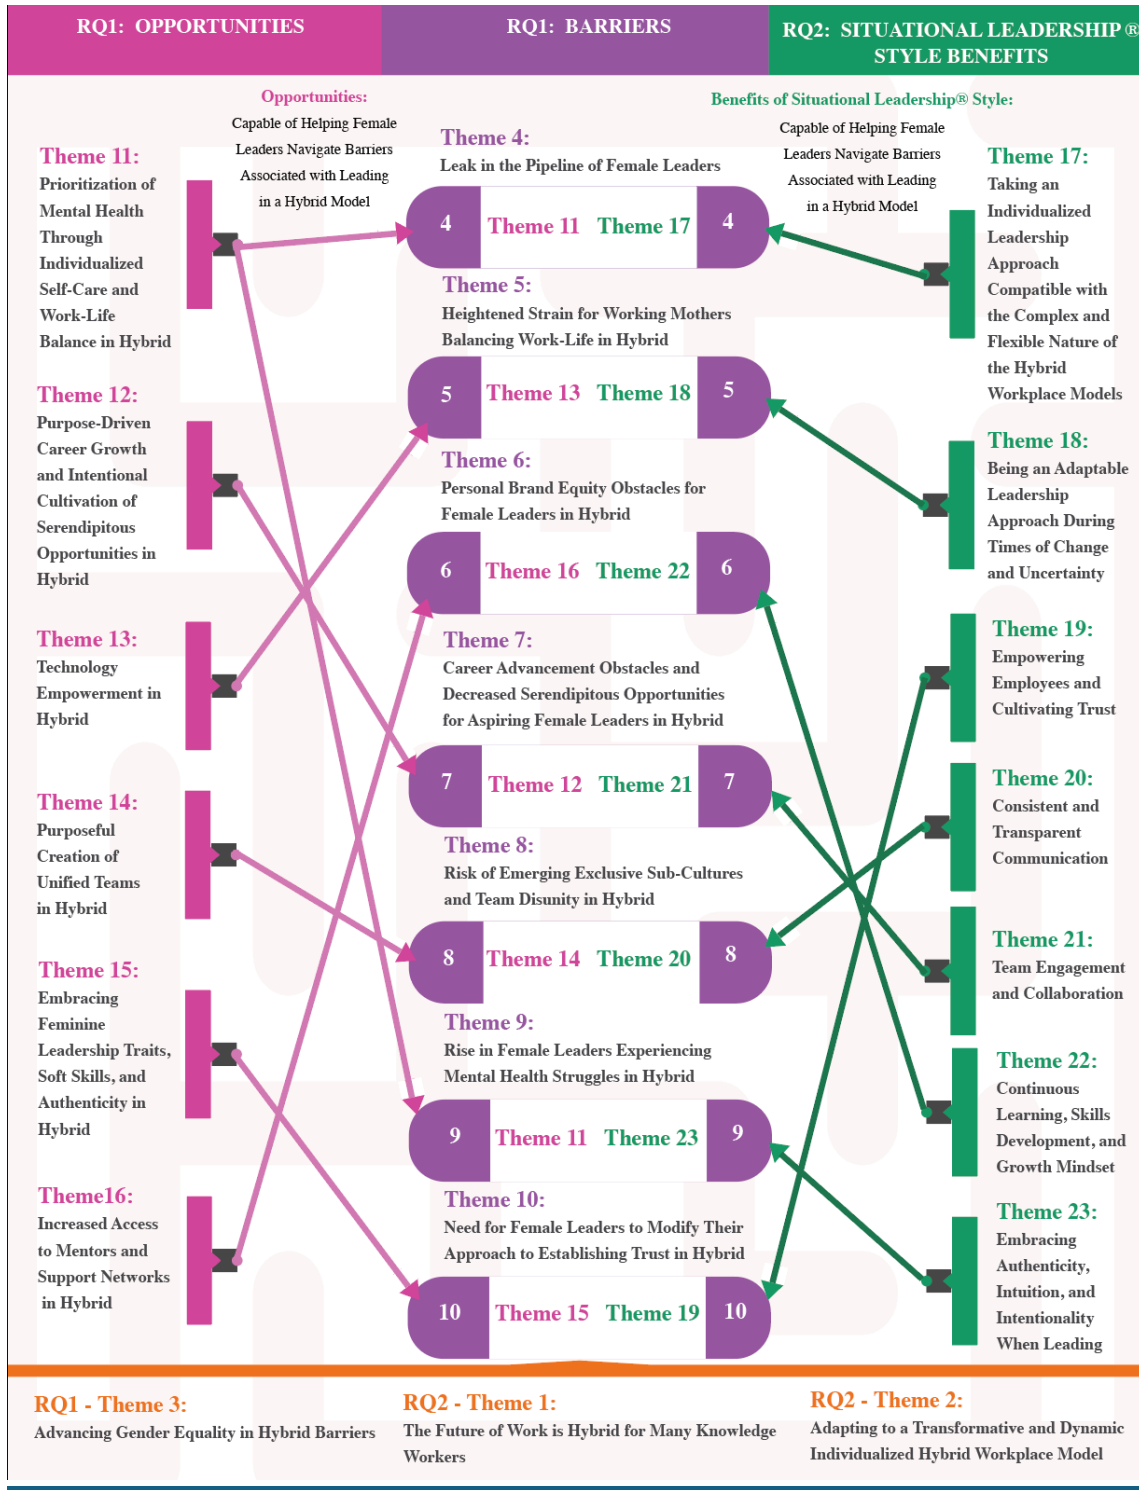 RQ1: OPPORTUNITIES
RQ1: BARRIERS
RQ2: SITUATIONAL LEADERSHIP ®
STYLE BENEFITS
Opportunities:
Capable of Helping Female
Leaders Navigate Barriers
Associated with Leading
in a Hybrid Model
Benefits of Situational Leadership® Style:
Capable of Helping Female
Leaders Navigate Barriers
Associated with Leading
in a Hybrid Model
Theme 11:
Prioritization of
Mental Health
Through
Individualized
Self-Care and
Work-Life
Balance in Hybrid
Theme 12:
Purpose-Driven
Career Growth
and Intentional
Cultivation of
Serendipitous
Opportunities in
Hybrid
Theme 13:
Technology
Empowerment in
Hybrid
Theme 14:
Purposeful
Creation of
Unified Teams
in Hybrid
Theme 15:
Embracing
Feminine
Leadership Traits,
Soft Skills, and
Authenticity in
Hybrid
Theme16:
Increased Access
to Mentors and
Support Networks
in Hybrid
Theme 4:
Leak in the Pipeline of Female Leaders
4 Theme 11 Theme 17 4
Theme 5:
Heightened Strain for Working Mothers
Balancing Work-Life in Hybrid
5 Theme 13 Theme 18 5
Theme 6:
Personal Brand Equity Obstacles for
Female Leaders in Hybrid
6 Theme 16 Theme 22 6
Theme 7:
Career Advancement Obstacles and
Decreased Serendipitous Opportunities
for Aspiring Female Leaders in Hybrid
7 Theme 12 Theme 21 7
Theme 8:
Risk of Emerging Exclusive Sub-Cultures
and Team Disunity in Hybrid
8 Theme 14 Theme 20 8
Theme 9:
Rise in Female Leaders Experiencing
Mental Health Struggles in Hybrid
9 Theme 11 Theme 23 9
Theme 10:
Need for Female Leaders to Modify Their
Approach to Establishing Trust in Hybrid
10 Theme 15 Theme 19 10
Theme 17:
Taking an
Individualized
Leadership
Approach
Compatible with
the Complex and
Flexible Nature of
the Hybrid
Workplace Models
Theme 18:
Being an Adaptable
Leadership
Approach During
Times of Change
and Uncertainty
Theme 19:
Empowering
Employees and
Cultivating Trust
Theme 20:
Consistent and
Transparent
Communication
Theme 21:
Team Engagement
and Collaboration
Theme 22:
Continuous
Learning, Skills
Development, and
Growth Mindset
Theme 23:
Embracing
Authenticity,
Intuition, and
Intentionality
When Leading
RQ1 - Theme 3:
Advancing Gender Equality in Hybrid Barriers
RQ2 - Theme 1:
The Future of Work is Hybrid for Many Knowledge
Workers
RQ2 - Theme 2:
Adapting to a Transformative and Dynamic
Individualized Hybrid Workplace Model